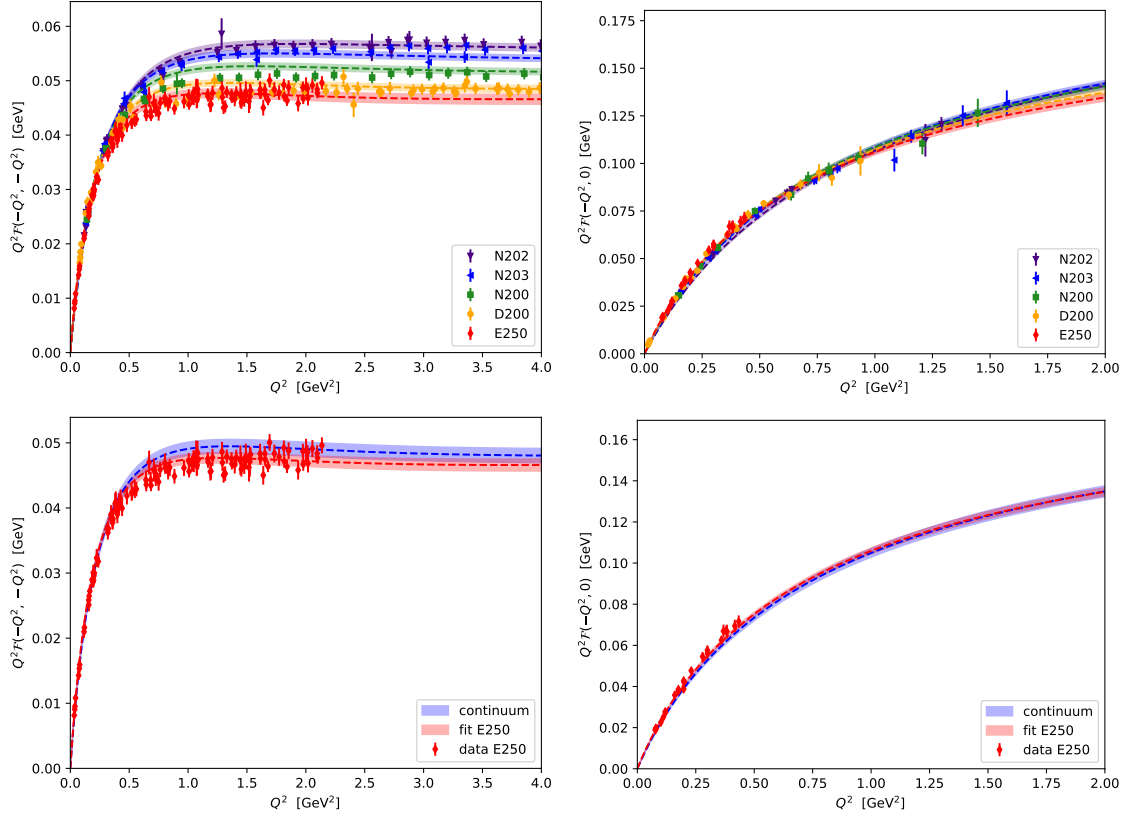 0.06
0.05
0.04
0.03
0.02
0.01
0.00
Q² 𝓕(−Q², −Q²) [GeV]
0.0 0.5 1.0 1.5 2.0 2.5 3.0 3.5 4.0
Q² [GeV²]
N202
N203
N200
D200
E250
0.175
0.150
0.125
0.100
0.075
0.050
0.025
0.000
Q² 𝓕(−Q², 0) [GeV]
0.00 0.25 0.50 0.75 1.00 1.25 1.50 1.75 2.00
Q² [GeV²]
N202
N203
N200
D200
E250
0.05
0.04
0.03
0.02
0.01
0.00
Q² 𝓕(−Q², −Q²) [GeV]
0.0 0.5 1.0 1.5 2.0 2.5 3.0 3.5 4.0
Q² [GeV²]
continuum
fit E250
data E250
0.16
0.14
0.12
0.10
0.08
0.06
0.04
0.02
0.00
Q² 𝓕(−Q², 0) [GeV]
0.00 0.25 0.50 0.75 1.00 1.25 1.50 1.75 2.00
Q² [GeV²]
continuum
fit E250
data E250